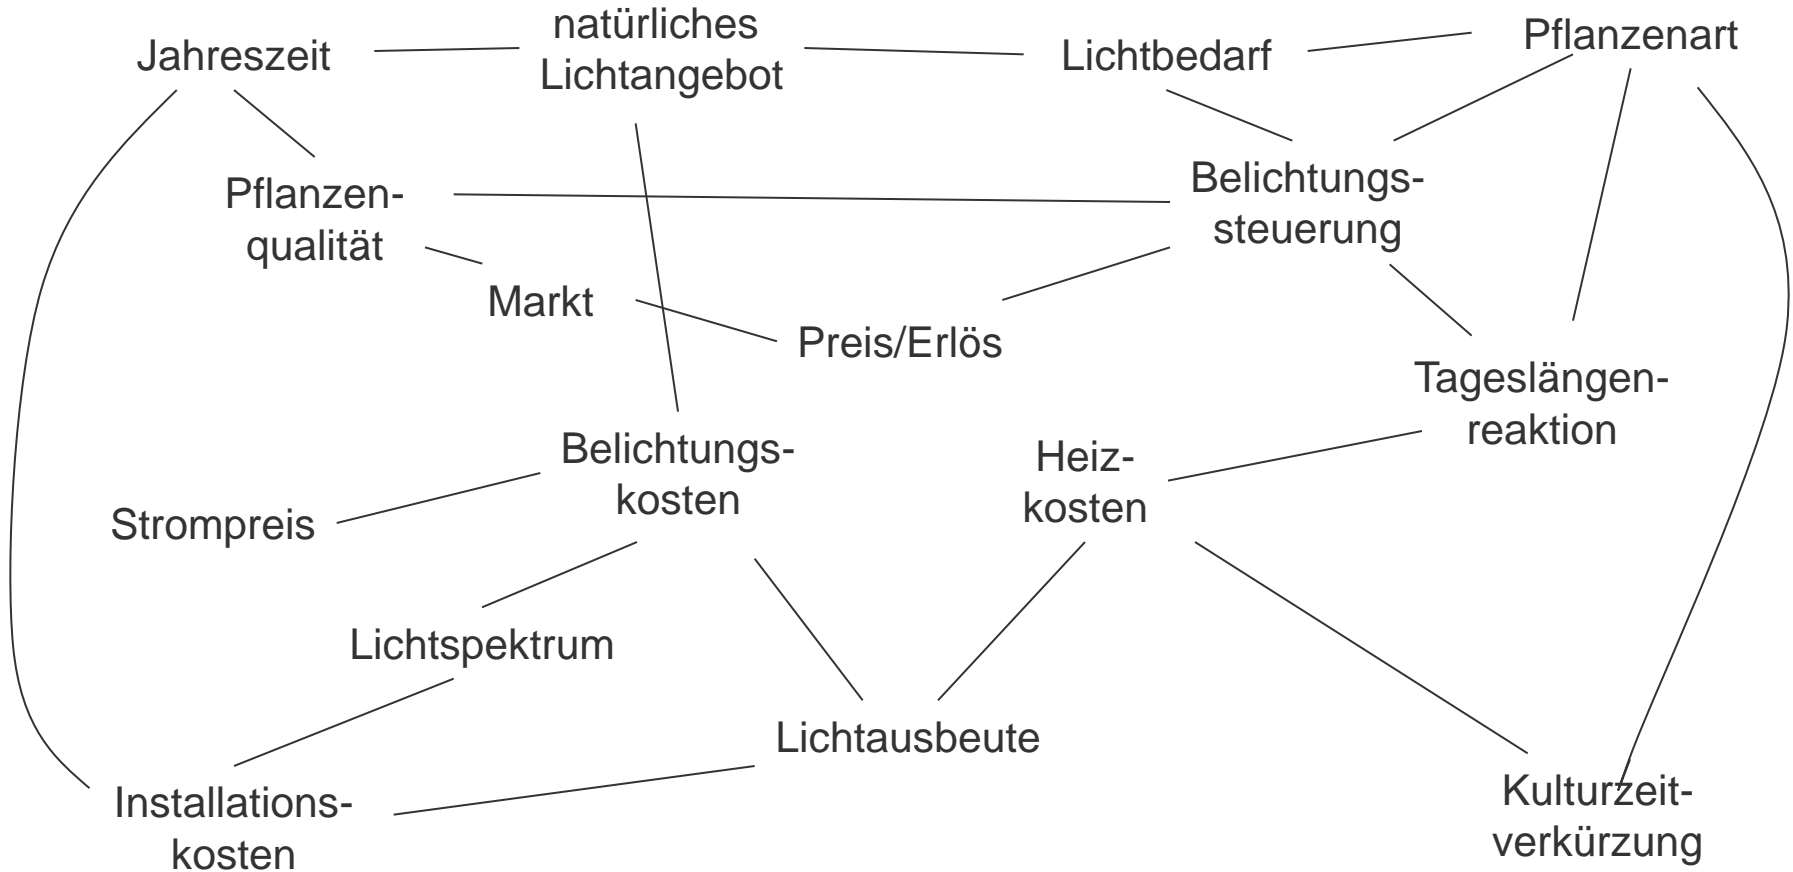 Jahreszeit
natürliches
Lichtangebot
Lichtbedarf
Pflanzenart
Pflanzen-
qualität
Belichtungs-
steuerung
Markt
Preis/Erlös
Tageslängen-
reaktion
Belichtungs-
kosten
Heiz-
kosten
Strompreis
Lichtspektrum
Lichtausbeute
Installations-
kosten
Kulturzeit-
verkürzung